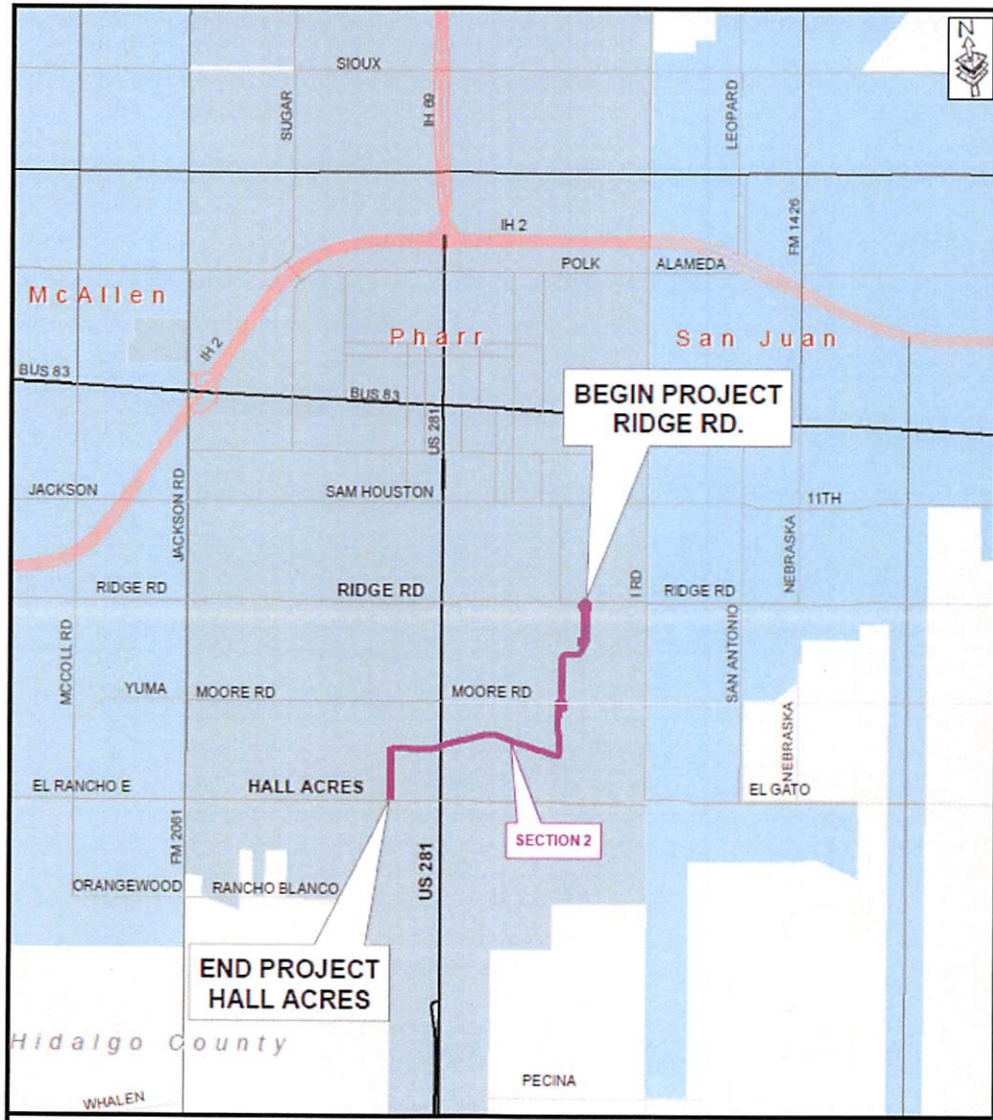 N
SIOUX
SUGAR
IH 69
LEOPARD
FM 1426
IH 2
POLK
ALAMEDA
McAllen
Pharr
San Juan
IH 2
BUS 83
BUS 83
US 281
BEGIN PROJECT
RIDGE RD.
JACKSON
JACKSON RD
SAM HOUSTON
11TH
NEBRASKA
RIDGE RD
RIDGE RD
I RD
RIDGE RD
MCCOLL RD
YUMA
MOORE RD
MOORE RD
SAN ANTONIO
NEBRASKA
EL RANCHO E
HALL ACRES
EL GATO
SECTION 2
FM 2061
US 281
ORANGEWOOD
RANCHO BLANCO
END PROJECT
HALL ACRES
Hidalgo County
PECINA
WHALEN